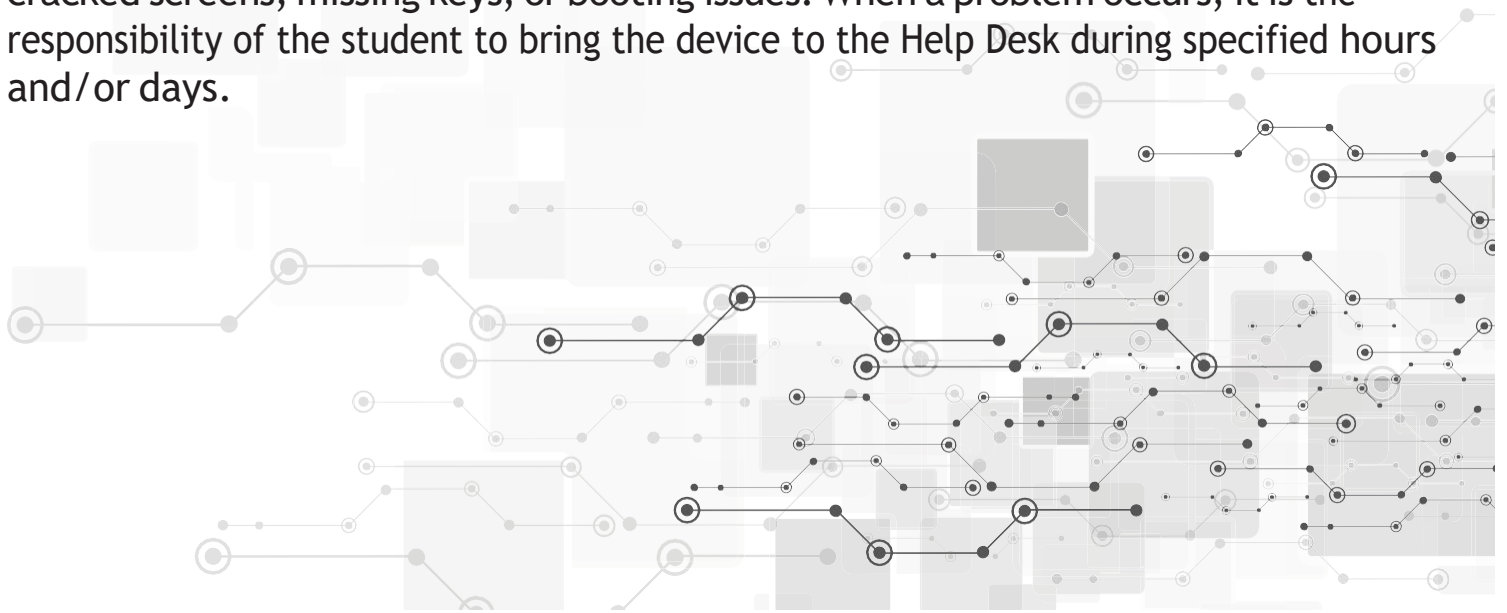 cracked screens, missing keys, or booting issues. When a problem occurs, it is the
responsibility of the student to bring the device to the Help Desk during specified hours
and/or days.